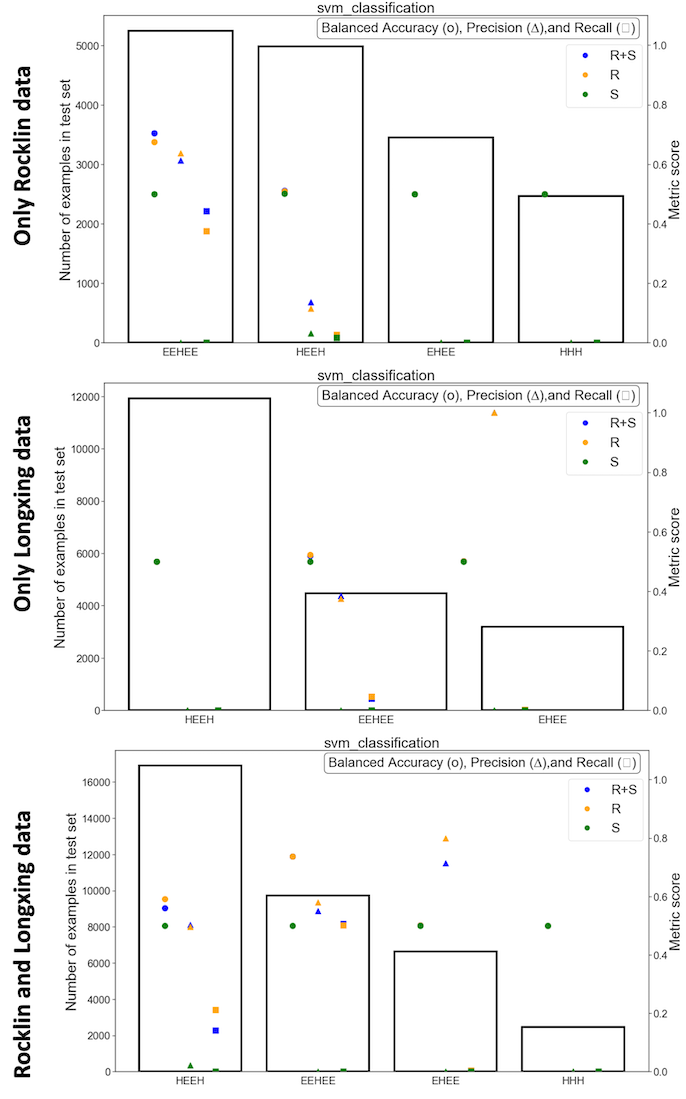 Only Rocklin data
svm_classification
Balanced Accuracy (o), Precision (Δ),and Recall (□)
R+S
R
S
Number of examples in test set
5000
4000
3000
2000
1000
0
1.0
0.8
0.6
0.4
0.2
0.0
Metric score
EEHEE HEEH EHEE HHH
Only Longxing data
svm_classification
Balanced Accuracy (o), Precision (Δ),and Recall (□)
R+S
R
S
Number of examples in test set
12000
10000
8000
6000
4000
2000
0
1.0
0.8
0.6
0.4
0.2
0.0
Metric score
HEEH EEHEE EHEE
Rocklin and Longxing data
svm_classification
Balanced Accuracy (o), Precision (Δ),and Recall (□)
R+S
R
S
Number of examples in test set
16000
14000
12000
10000
8000
6000
4000
2000
0
1.0
0.8
0.6
0.4
0.2
0.0
Metric score
HEEH EEHEE EHEE HHH